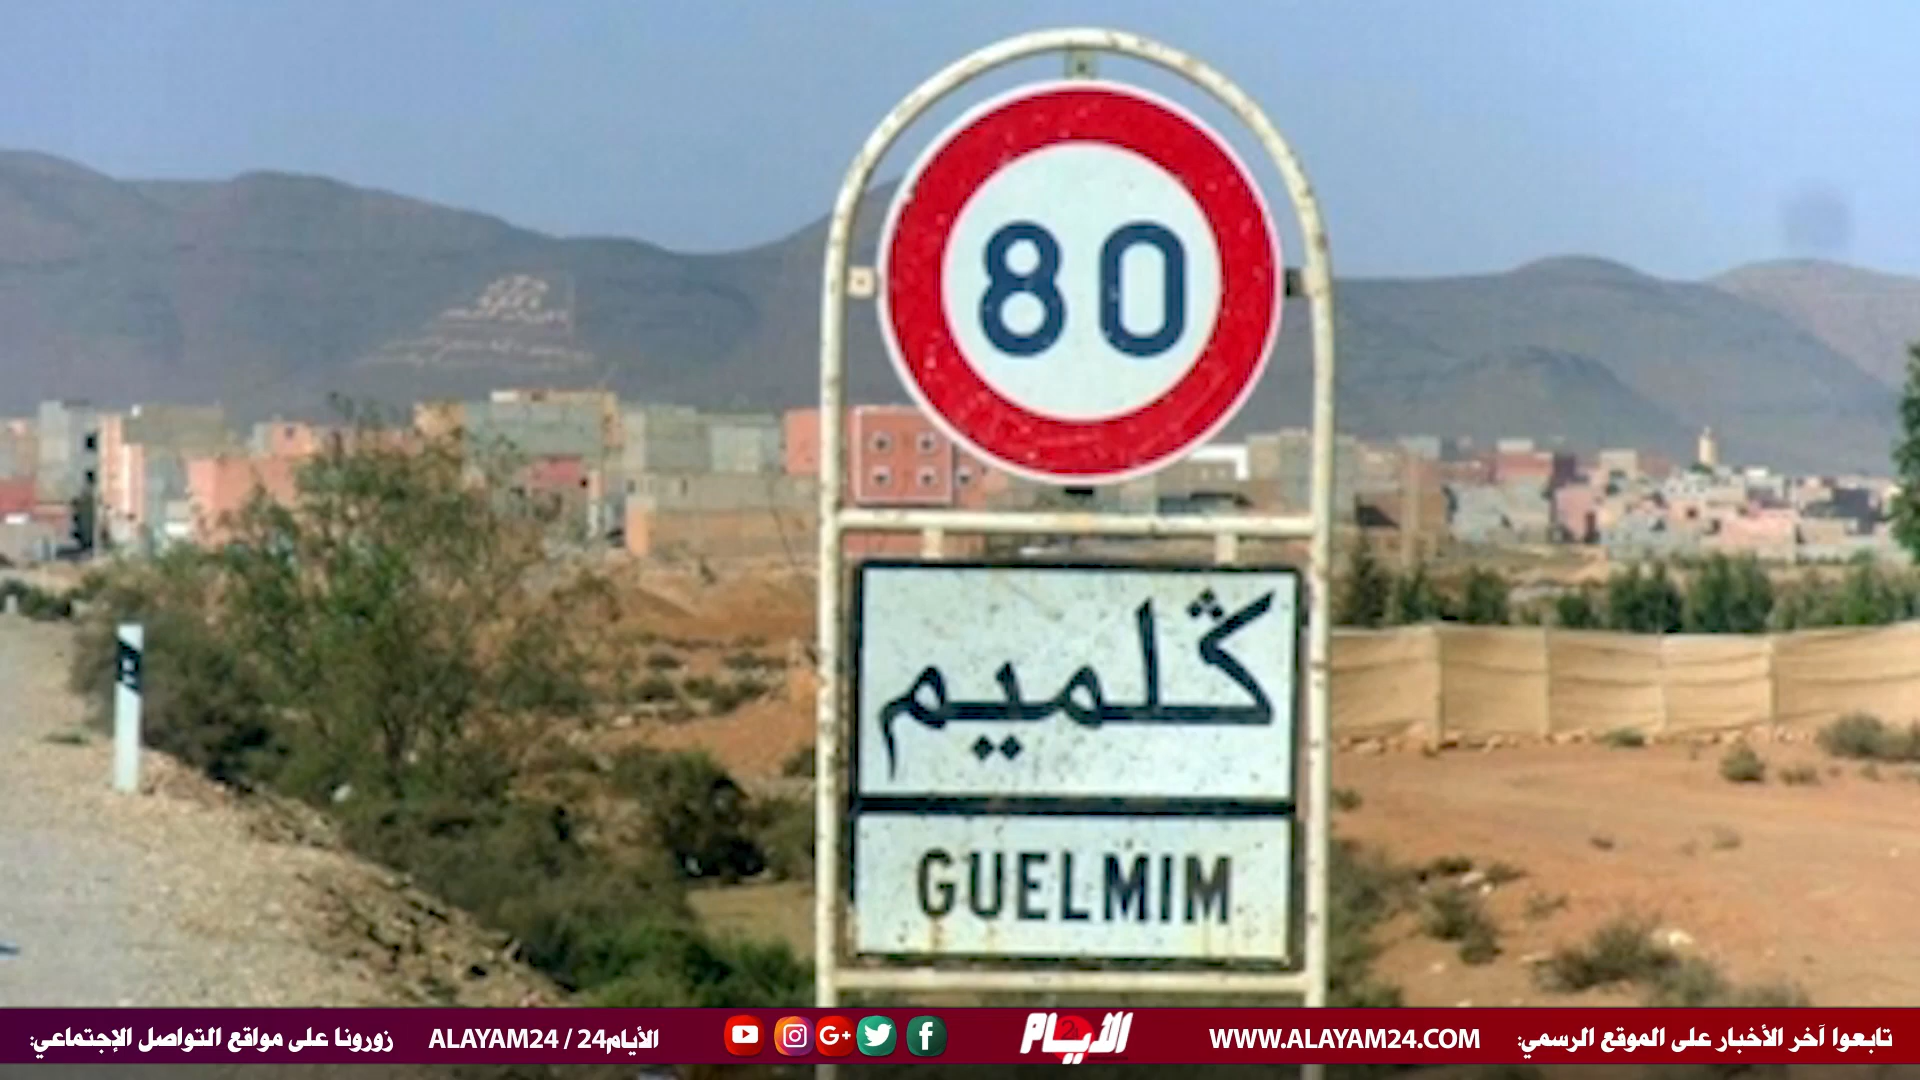 80
ڭلميم
GUELMIM
تابعوا آخر الأخبار على الموقع الرسمي: WWW.ALAYAM24.COM
الأيام
الأيام24 / ALAYAM24
زورونا على مواقع التواصل الإجتماعي: